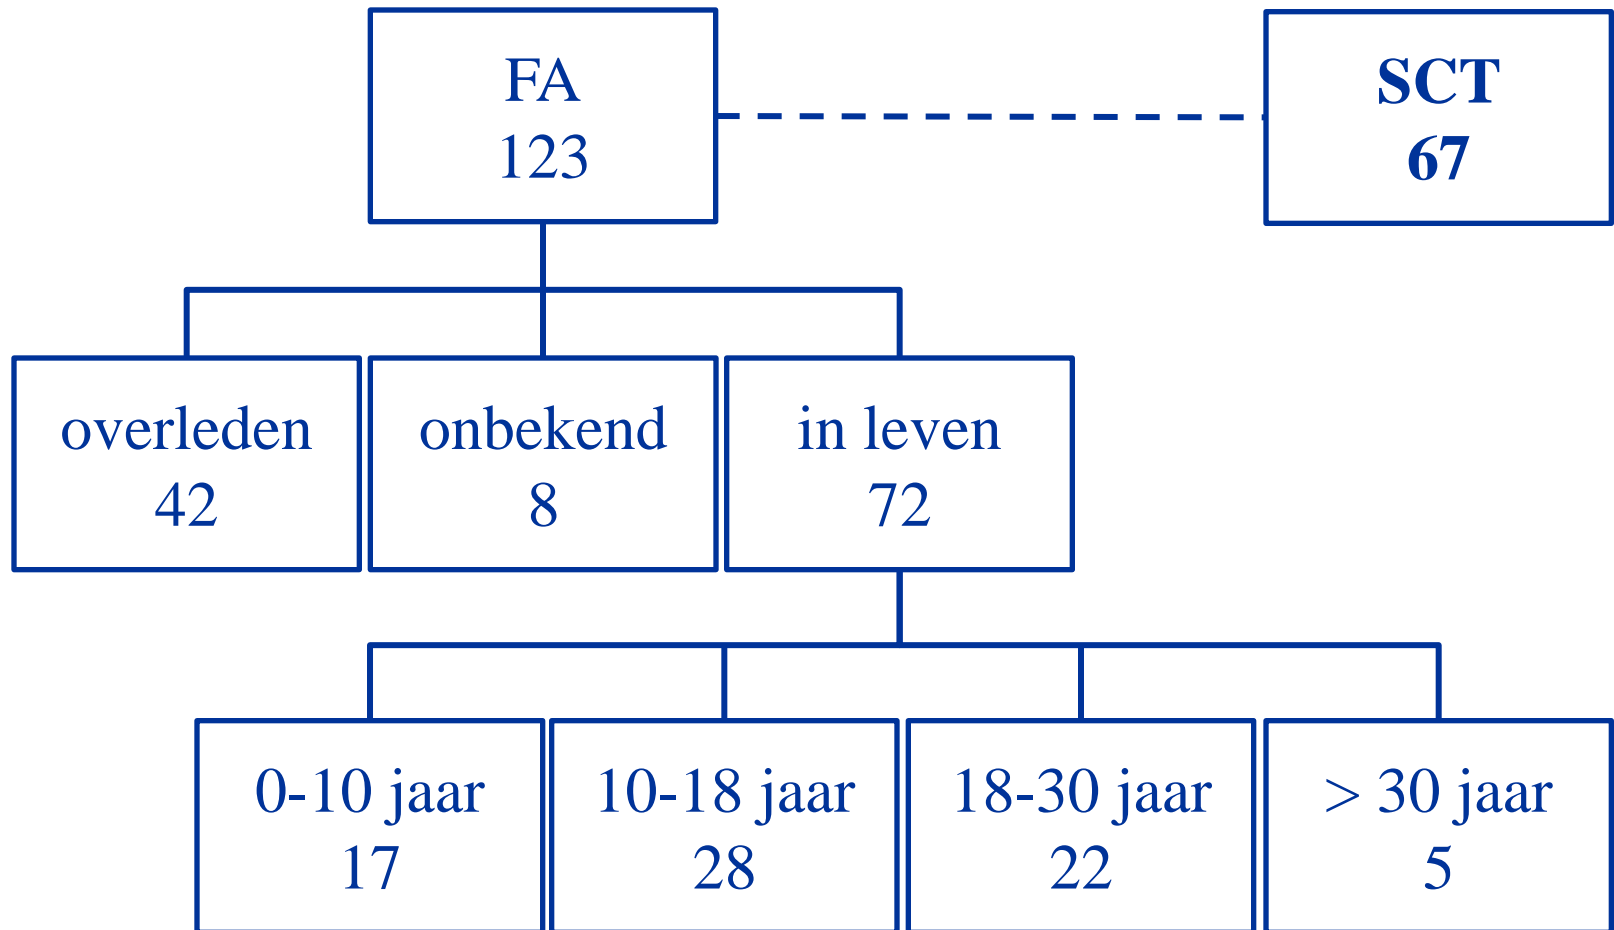 FA
123
SCT
67
overleden
42
onbekend
8
in leven
72
0-10 jaar
17
10-18 jaar
28
18-30 jaar
22
> 30 jaar
5